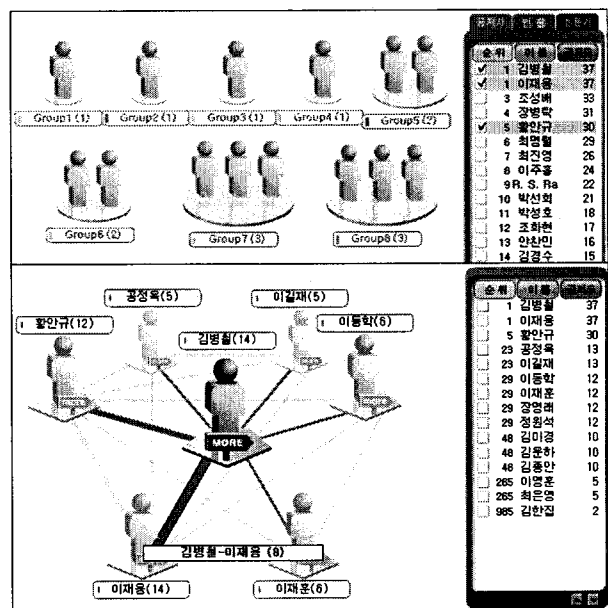 Group1 (1) Group2 (1) Group3 (1) Group4 (1) Group5 (2)
Group6 (2) Group7 (3) Group8 (3)
순위 이름
1 김병철 37
1 이재용 37
3 조성배 33
4 장병탁 31
5 황안규 30
6 최명렬 29
7 최진영 26
8 이주홍 24
9 R. S. Ra 22
10 박선희 21
11 박성호 18
12 조화현 17
13 안찬민 16
14 김경수 15
공정욱(5) 이길재(5)
황안규(12) 김병철(14) 이동학(6)
MORE
김병철-이재용 (8)
이재용(14) 이재훈(6)
순위 이름
1 김병철 37
1 이재용 37
5 황안규 30
23 공정욱 13
23 이길재 13
29 이동학 12
29 이재훈 12
29 장영래 12
29 정원석 12
48 김미경 10
48 김윤하 10
48 김종안 10
265 이명훈 5
265 최은영 5
985 김한집 2